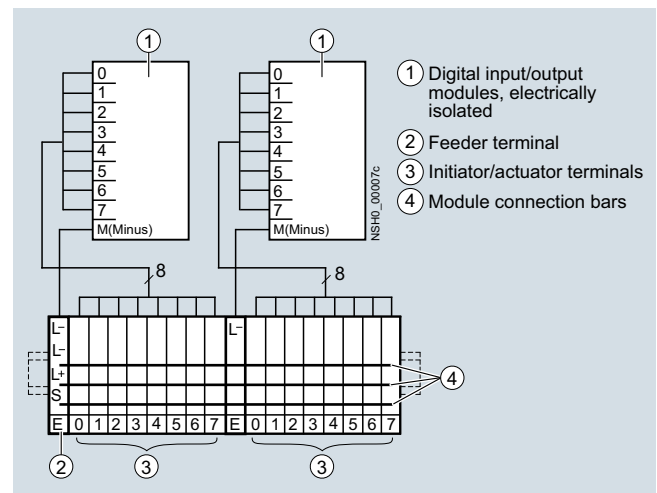 1
1
0
1
2
3
4
5
6
7
M(Minus)
0
1
2
3
4
5
6
7
M(Minus)
NSH0_00007c
1 Digital input/output
modules, electrically
isolated
2 Feeder terminal
3 Initiator/actuator terminals
4 Module connection bars
8
8
L–
L–
L–
L+
S
4
E 0 1 2 3 4 5 6 7 E 0 1 2 3 4 5 6 7
2
3
3